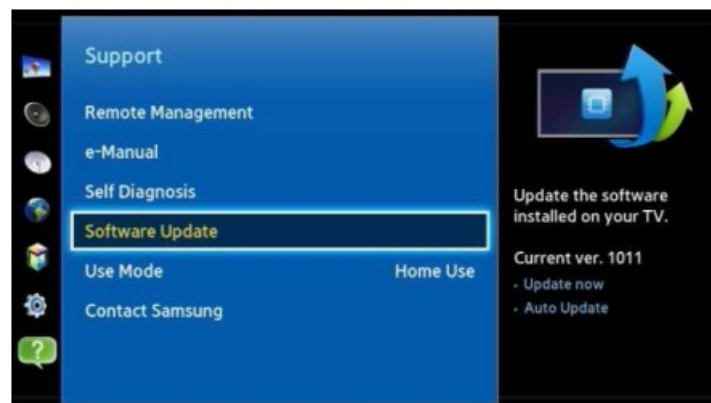 Support
Remote Management
e-Manual
Self Diagnosis
Software Update
Use Mode Home Use
Contact Samsung
Update the software
installed on your TV.
Current ver. 1011
• Update now
• Auto Update
?